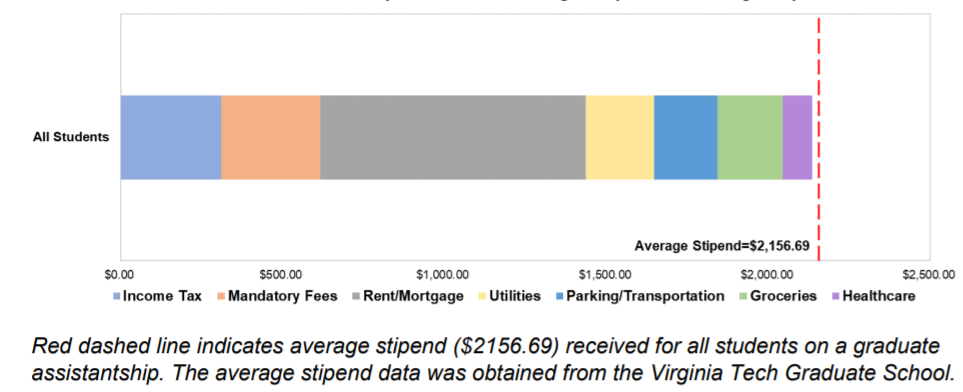 All Students
Average Stipend=$2,156.69
$0.00 $500.00 $1,000.00 $1,500.00 $2,000.00 $2,500.00
Income Tax Mandatory Fees Rent/Mortgage Utilities Parking/Transportation Groceries Healthcare
Red dashed line indicates average stipend ($2156.69) received for all students on a graduate
assistantship. The average stipend data was obtained from the Virginia Tech Graduate School.